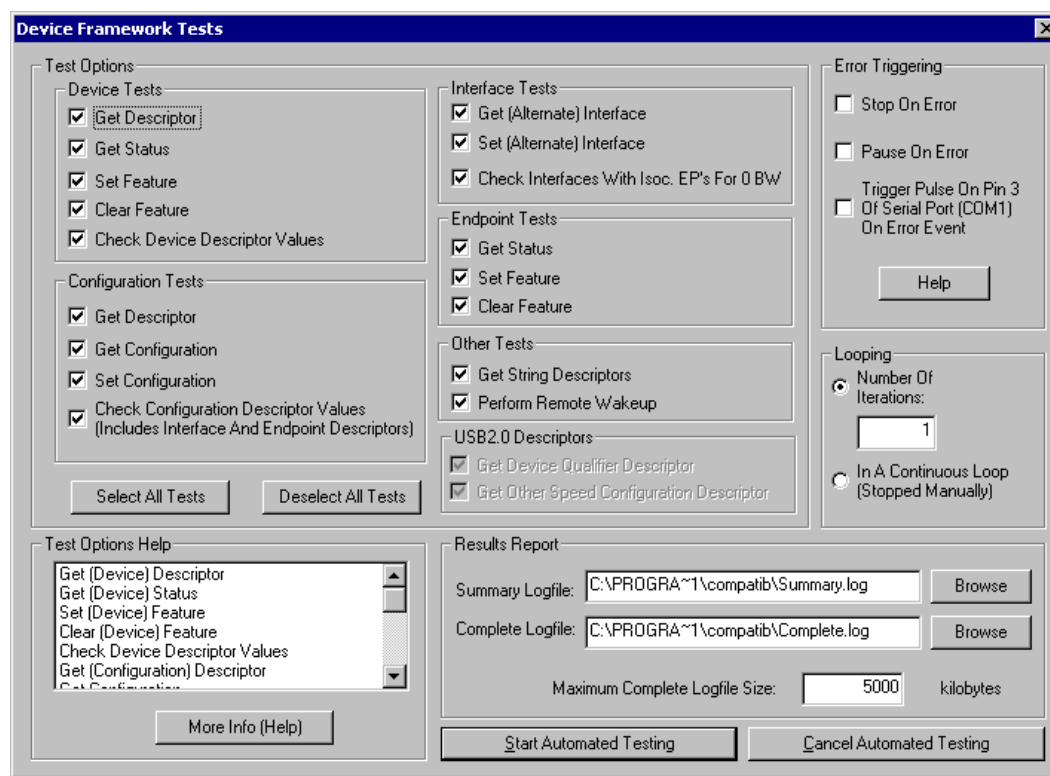 Device Framework Tests
Test Options
Device Tests
Get Descriptor
Get Status
Set Feature
Clear Feature
Check Device Descriptor Values
Configuration Tests
Get Descriptor
Get Configuration
Set Configuration
Check Configuration Descriptor Values
(Includes Interface And Endpoint Descriptors)
Select All Tests
Deselect All Tests
Interface Tests
Get (Alternate) Interface
Set (Alternate) Interface
Check Interfaces With Isoc. EP's For 0 BW
Endpoint Tests
Get Status
Set Feature
Clear Feature
Other Tests
Get String Descriptors
Perform Remote Wakeup
USB2.0 Descriptors
Get Device Qualifier Descriptor
Get Other Speed Configuration Descriptor
Error Triggering
Stop On Error
Pause On Error
Trigger Pulse On Pin 3
Of Serial Port (COM1)
On Error Event
Help
Looping
Number Of
Iterations:
1
In A Continuous Loop
(Stopped Manually)
Test Options Help
Get (Device) Descriptor
Get (Device) Status
Set (Device) Feature
Clear (Device) Feature
Check Device Descriptor Values
Get (Configuration) Descriptor
Get Configuration
More Info (Help)
Results Report
Summary Logfile: C:\PROGRA~1\compatib\Summary.log Browse
Complete Logfile: C:\PROGRA~1\compatib\Complete.log Browse
Maximum Complete Logfile Size: 5000 kilobytes
Start Automated Testing
Cancel Automated Testing